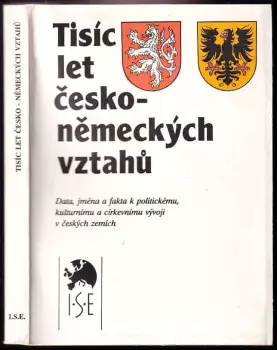 TISÍC LET ČESKO - NĚMECKÝCH VZTAHŮ
I.S.E.
Tisíc
let
česko-
německých
vztahů
Data, jména a fakta k politickému,
kulturnímu a církevnímu vývoji
v českých zemích
I·S·E